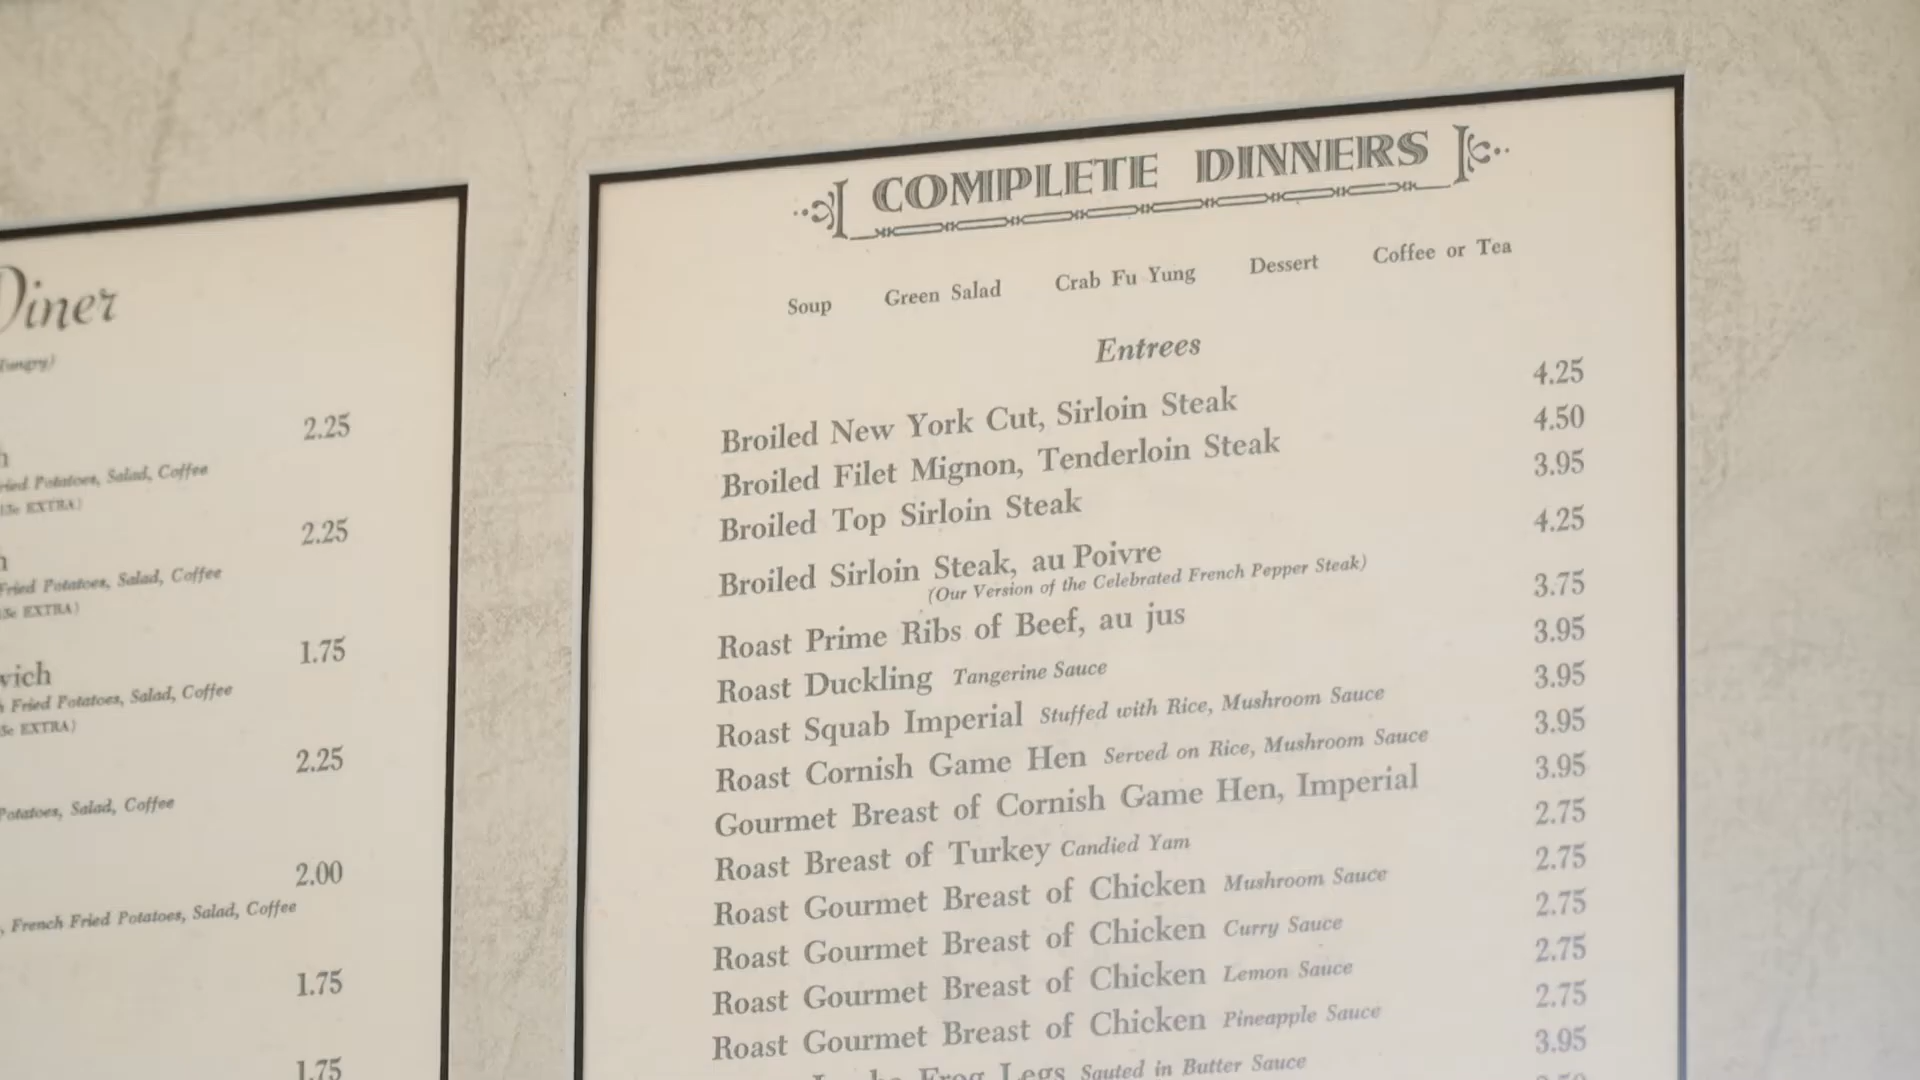 Diner
2.25
Fried Potatoes, Salad, Coffee
EXTRA)
2.25
Fried Potatoes, Salad, Coffee
EXTRA)
1.75
Fried Potatoes, Salad, Coffee
EXTRA)
2.25
Potatoes, Salad, Coffee
2.00
, French Fried Potatoes, Salad, Coffee
1.75
1.75
COMPLETE DINNERS
Soup Green Salad Crab Fu Yung Dessert Coffee or Tea
Entrees
Broiled New York Cut, Sirloin Steak 4.25
Broiled Filet Mignon, Tenderloin Steak 4.50
Broiled Top Sirloin Steak 3.95
Broiled Sirloin Steak, au Poivre 4.25
(Our Version of the Celebrated French Pepper Steak)
Roast Prime Ribs of Beef, au jus 3.75
Roast Duckling Tangerine Sauce 3.95
Roast Squab Imperial Stuffed with Rice, Mushroom Sauce 3.95
Roast Cornish Game Hen Served on Rice, Mushroom Sauce 3.95
Gourmet Breast of Cornish Game Hen, Imperial 3.95
Roast Breast of Turkey Candied Yam 2.75
Roast Gourmet Breast of Chicken Mushroom Sauce 2.75
Roast Gourmet Breast of Chicken Curry Sauce 2.75
Roast Gourmet Breast of Chicken Lemon Sauce 2.75
Roast Gourmet Breast of Chicken Pineapple Sauce 2.75
Frog Legs Sauted in Butter Sauce 3.95